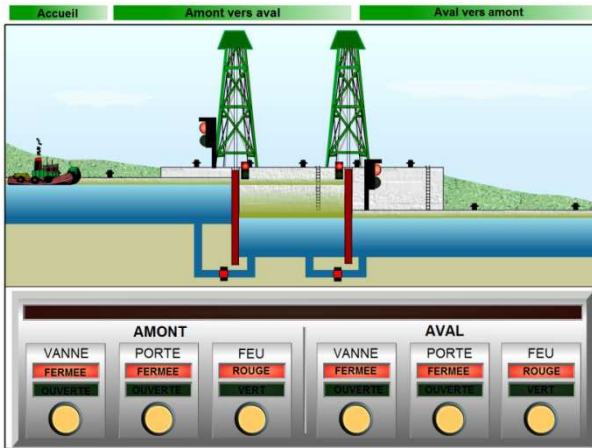 Accueil
Amont vers aval
Aval vers amont
AMONT
AVAL
VANNE
PORTE
FEU
VANNE
PORTE
FEU
FERMEE
FERMEE
ROUGE
FERMEE
FERMEE
ROUGE
OUVERTE
OUVERTE
VERT
OUVERTE
OUVERTE
VERT